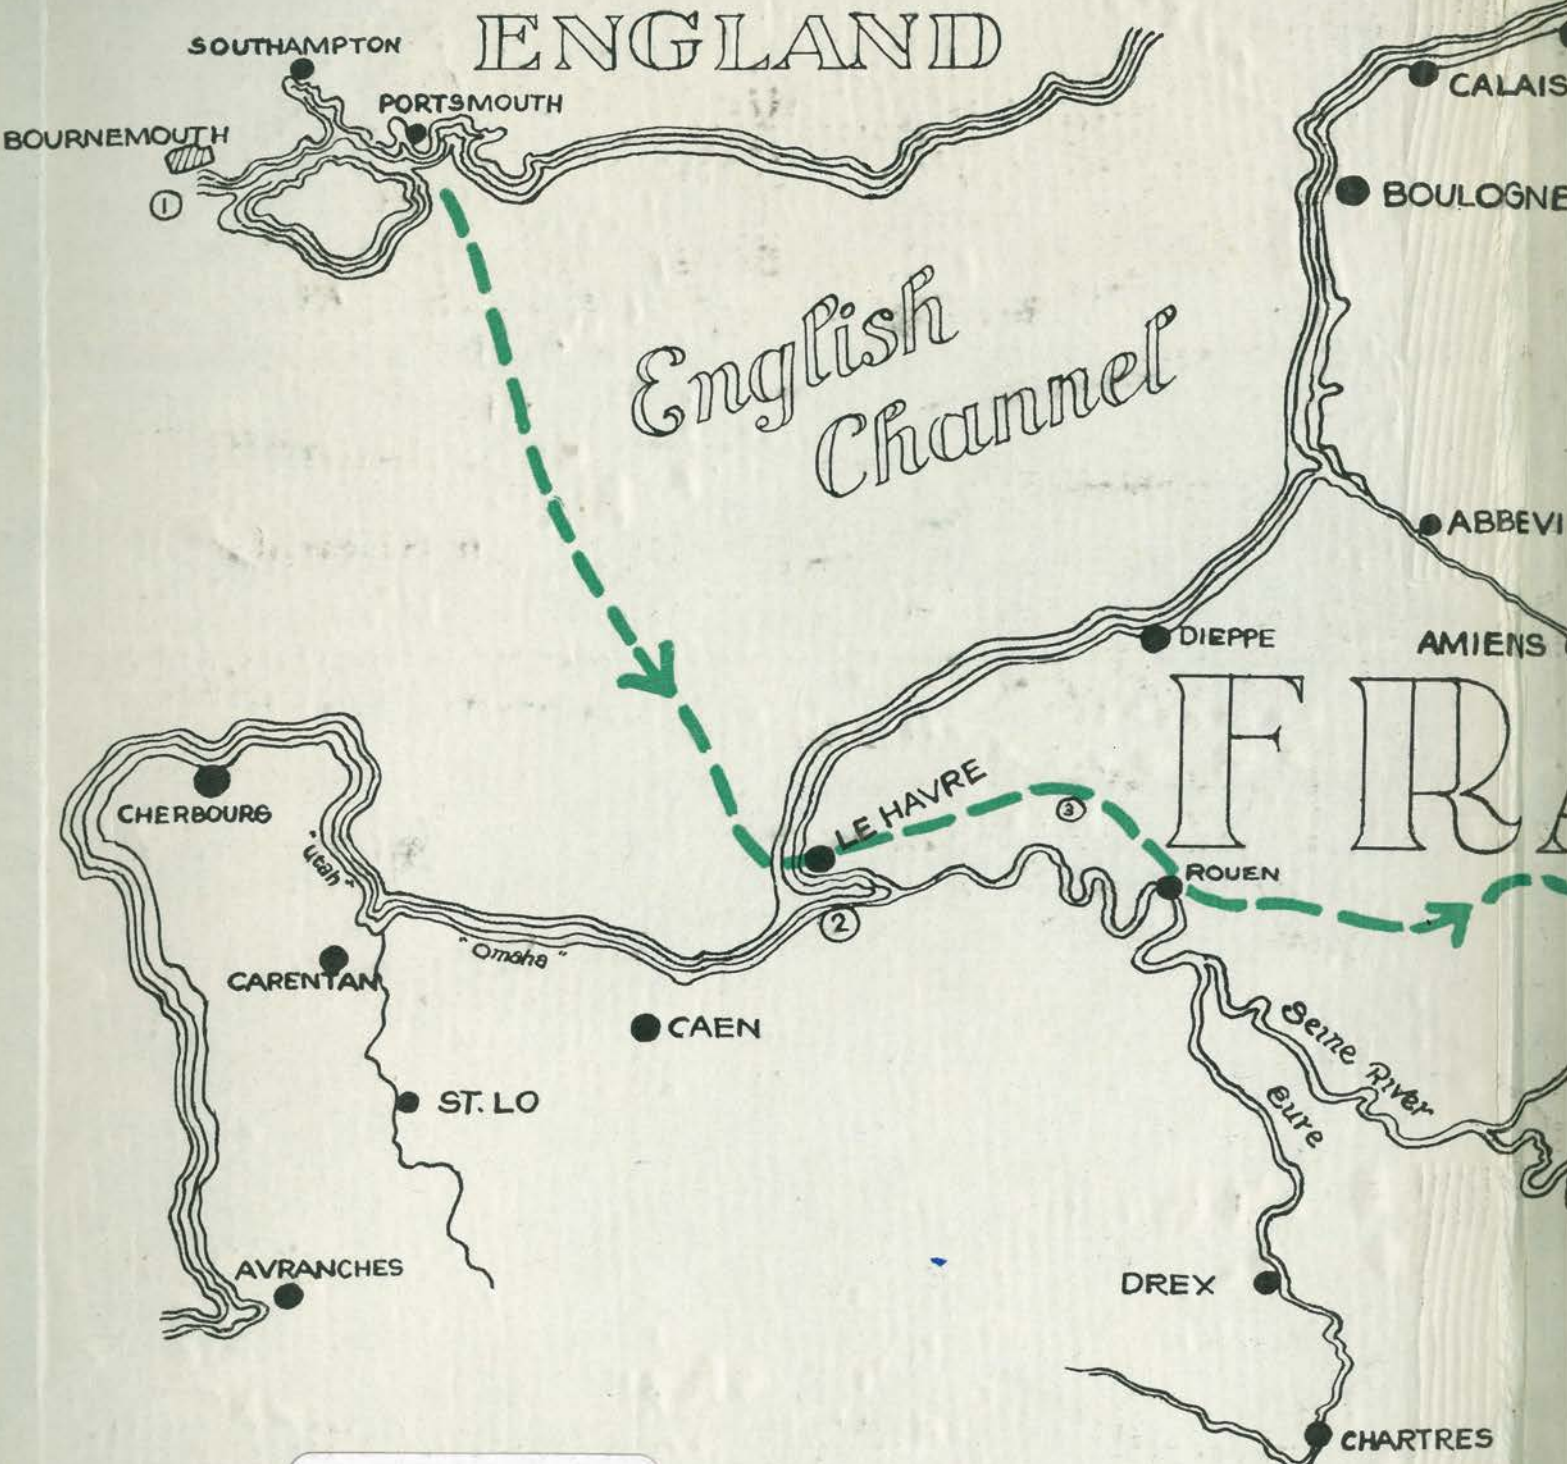 ENGLAND
SOUTHAMPTON
PORTSMOUTH
BOURNEMOUTH
1
CALAIS
BOULOGNE
English
Channel
ABBEVI
DIEPPE
AMIENS
FRA
CHERBOURG
"Utah"
LE HAVRE
3
ROUEN
2
"Omaha"
CARENTAN
CAEN
Seine River
ST. LO
Eure
AVRANCHES
DREX
CHARTRES